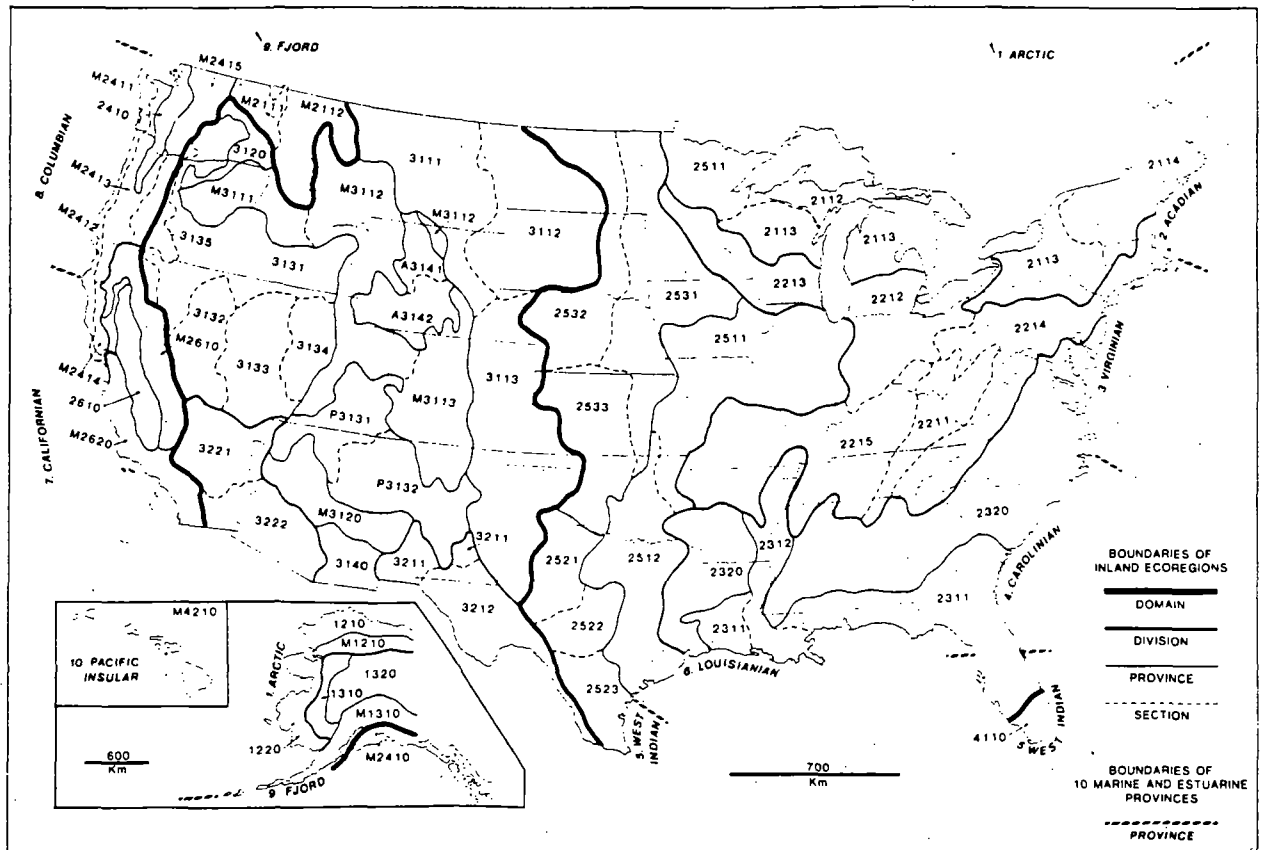 9. FJORD
1 ARCTIC
M2415
M2411
2410
M2111
M2112
8. COLUMBIAN
3120
3111
2511
2114
M2413
M3111
M3112
2112
2 ACADIAN
M2412
M3112
3112
2113
2113
2113
3135
3131
A3141
2213
2212
3132
A3142
2531
2532
2511
2214
M2610
3134
3133
3113
3 VIRGINIAN
M2414
2610
P3131
M3113
2533
2211
2215
7. CALIFORNIAN
M2620
3221
P3132
3222
M3120
3211
2320
3140
3211
2521
2512
2320
2312
4. CAROLINIAN
3212
2311
2522
2311
6. LOUISIANIAN
2523
5. WEST
INDIAN
4110
5 WEST INDIAN
M4210
10 PACIFIC
INSULAR
1210
M1210
1. ARCTIC
1320
1310
M1310
1220
M2410
9. FJORD
600
Km
700
Km
BOUNDARIES OF
INLAND ECOREGIONS
DOMAIN
DIVISION
PROVINCE
SECTION
BOUNDARIES OF
10 MARINE AND ESTUARINE
PROVINCES
PROVINCE